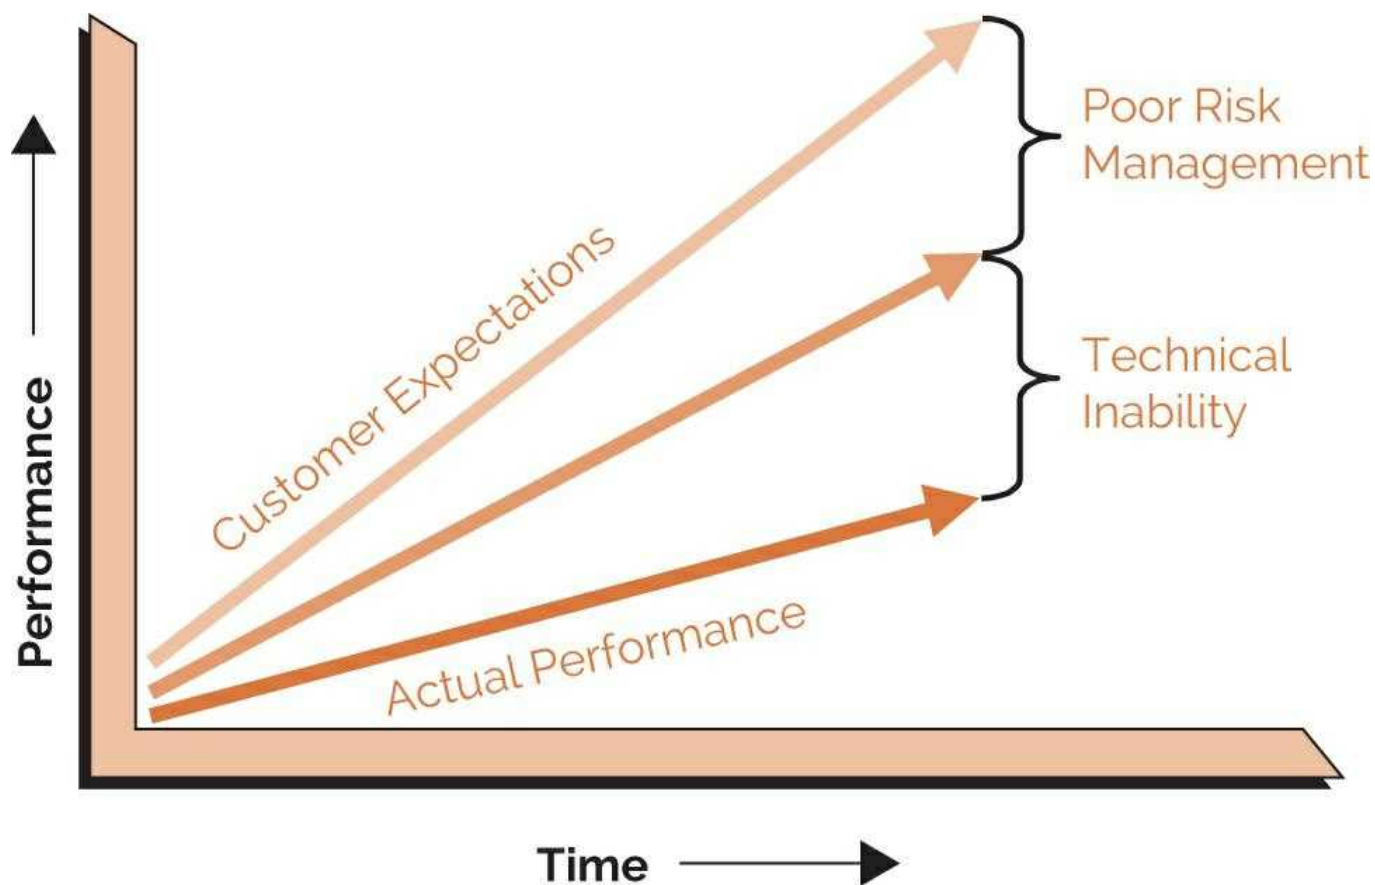 Poor Risk
Management
Customer Expectations
Technical
Inability
Performance
Actual Performance
Time